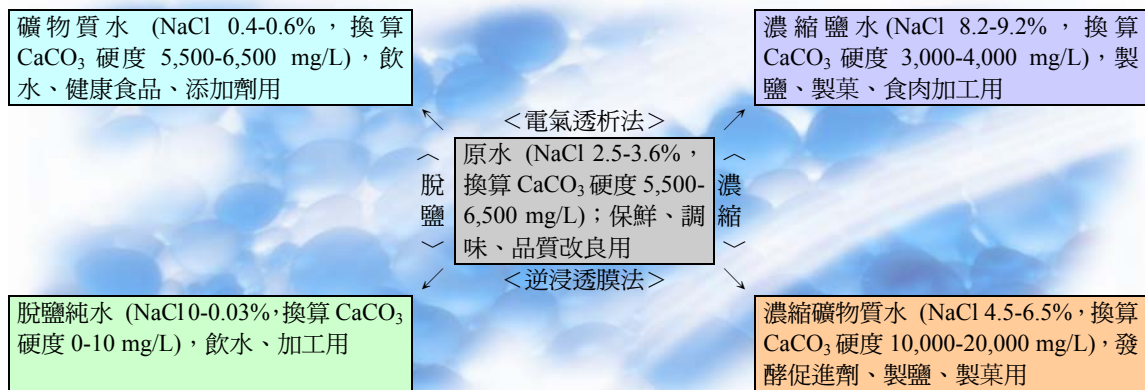 礦物質水 (NaCl 0.4-0.6%，換算
CaCO₃ 硬度 5,500-6,500 mg/L)，飲
水、健康食品、添加劑用
濃縮鹽水(NaCl 8.2-9.2%，換算
CaCO₃ 硬度 3,000-4,000 mg/L)，製
鹽、製菓、食肉加工用
＜電氣透析法＞
︿脫鹽﹀
原水 (NaCl 2.5-3.6%，
換算 CaCO₃ 硬度 5,500-
6,500 mg/L)；保鮮、調
味、品質改良用
︿濃縮﹀
＜逆浸透膜法＞
脫鹽純水 (NaCl 0-0.03%，換算 CaCO₃
硬度 0-10 mg/L)，飲水、加工用
濃縮礦物質水 (NaCl 4.5-6.5%，換算
CaCO₃ 硬度 10,000-20,000 mg/L)，發
酵促進劑、製鹽、製菓用